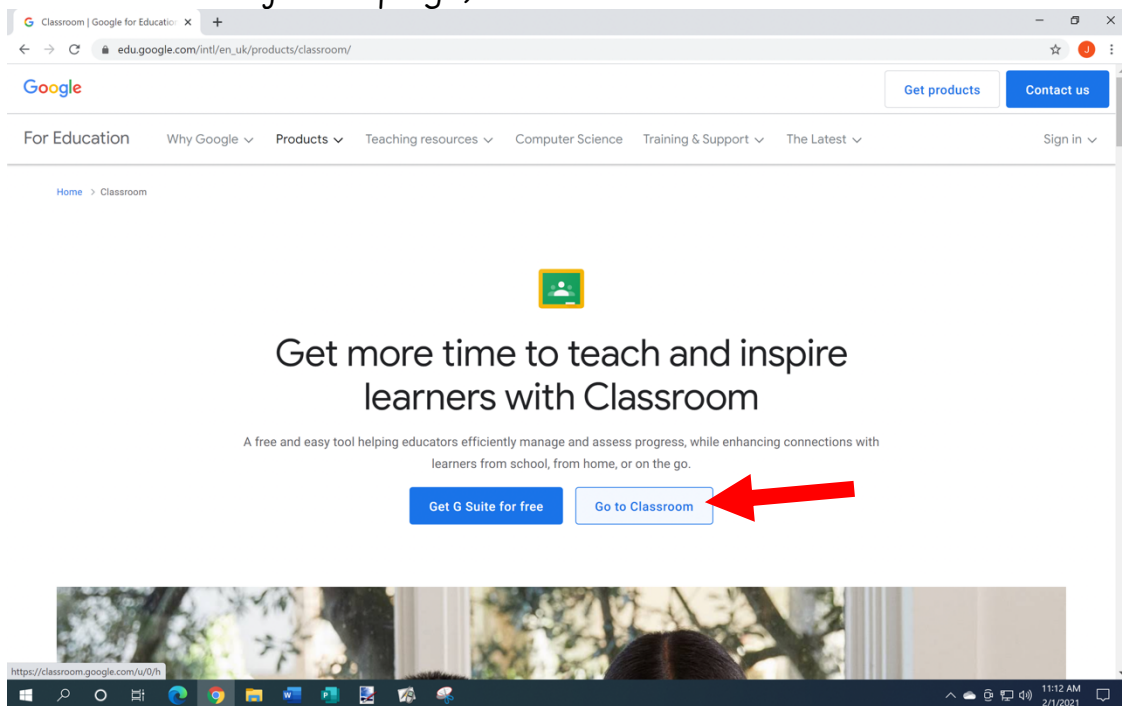 Classroom | Google for Education
edu.google.com/intl/en_uk/products/classroom/
J
Google
Get products
Contact us
For Education
Why Google
Products
Teaching resources
Computer Science
Training & Support
The Latest
Sign in
Home > Classroom
Get more time to teach and inspire
learners with Classroom
A free and easy tool helping educators efficiently manage and assess progress, while enhancing connections with
learners from school, from home, or on the go.
Get G Suite for free
Go to Classroom
https://classroom.google.com/u/0/h
11:12 AM
2/1/2021